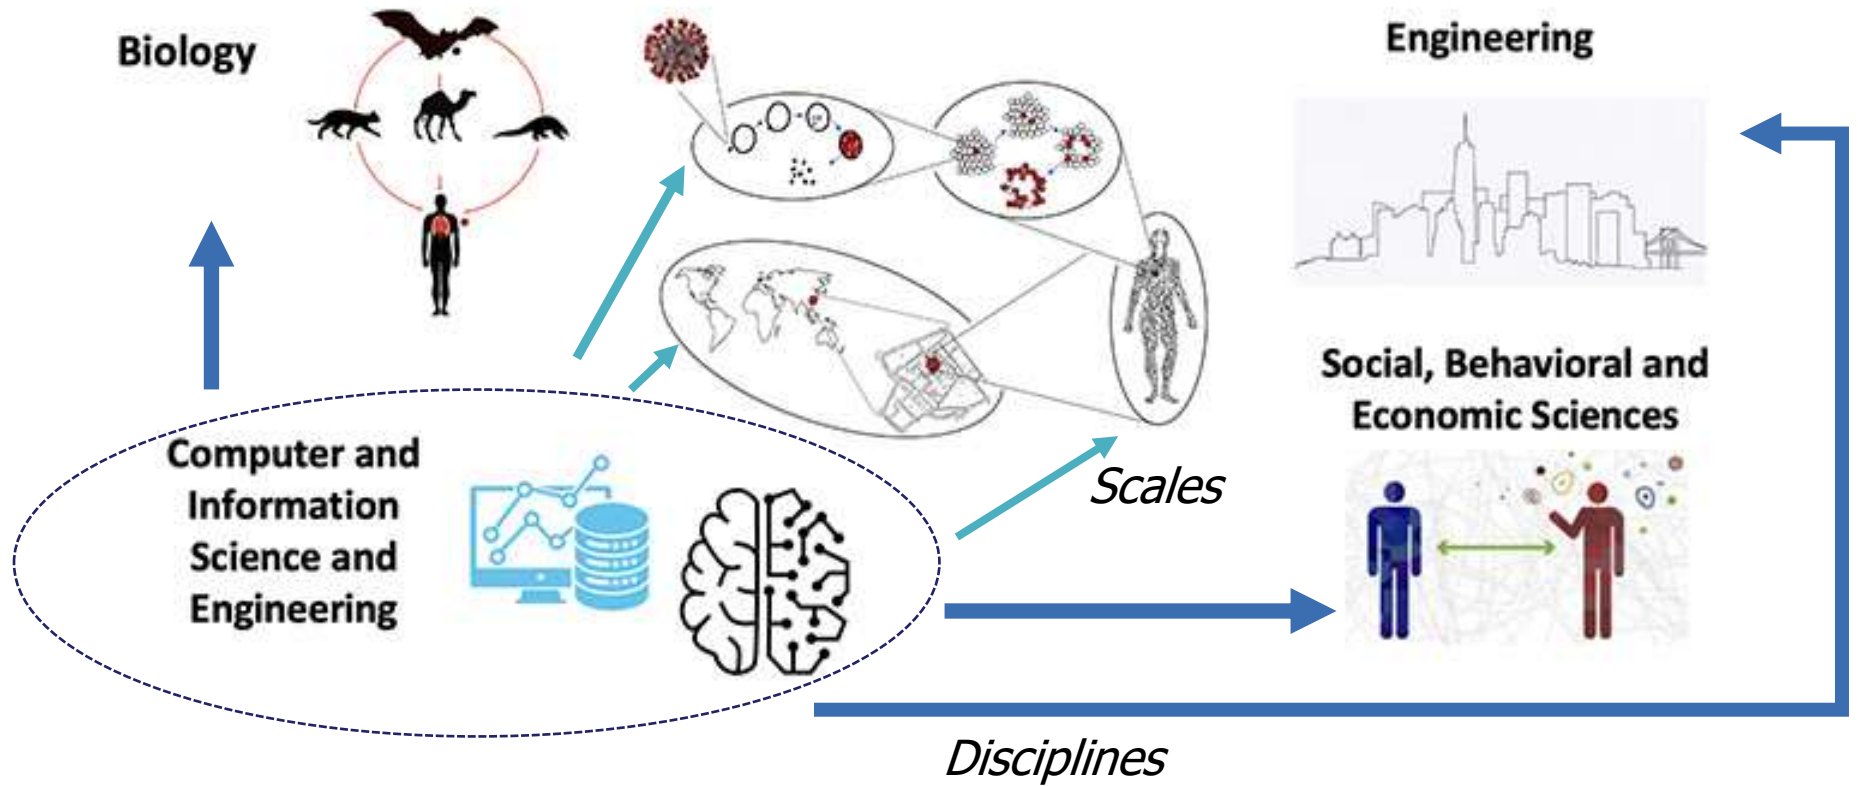 Biology
Engineering
Social, Behavioral and
Economic Sciences
Computer and
Information
Science and
Engineering
Scales
Disciplines